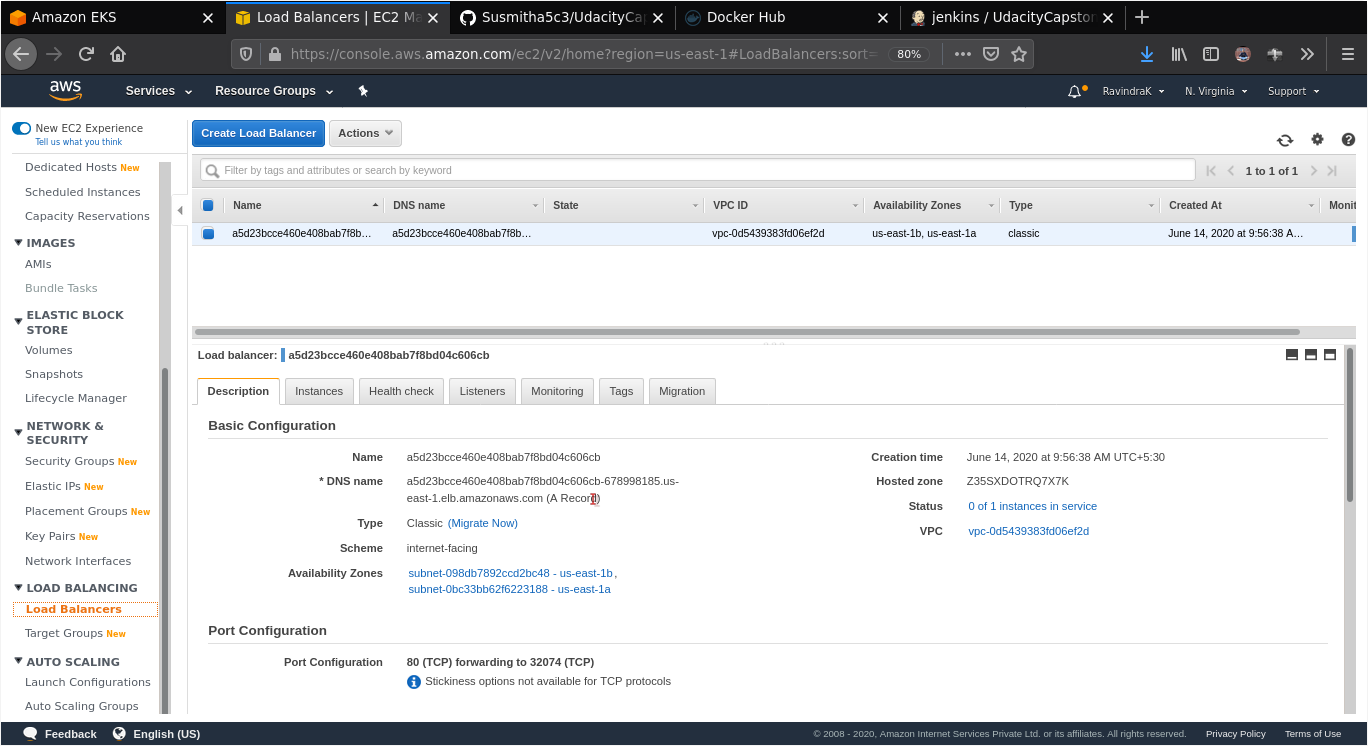 Amazon EKS
Load Balancers | EC2 Ma
Susmitha5c3/UdacityCap
Docker Hub
jenkins / UdacityCapston
https://console.aws.amazon.com/ec2/v2/home?region=us-east-1#LoadBalancers:sort=
80%
aws
Services
Resource Groups
RavindraK
N. Virginia
Support
New EC2 Experience
Tell us what you think
Dedicated Hosts New
Scheduled Instances
Capacity Reservations
IMAGES
AMIs
Bundle Tasks
ELASTIC BLOCK
STORE
Volumes
Snapshots
Lifecycle Manager
NETWORK &
SECURITY
Security Groups New
Elastic IPs New
Placement Groups New
Key Pairs New
Network Interfaces
LOAD BALANCING
Load Balancers
Target Groups New
AUTO SCALING
Launch Configurations
Auto Scaling Groups
Create Load Balancer
Actions
Filter by tags and attributes or search by keyword
1 to 1 of 1
Name DNS name State VPC ID Availability Zones Type Created At Monit
a5d23bcce460e408bab7f8b... a5d23bcce460e408bab7f8b... vpc-0d5439383fd06ef2d us-east-1b, us-east-1a classic June 14, 2020 at 9:56:38 A...
Load balancer: a5d23bcce460e408bab7f8bd04c606cb
Description Instances Health check Listeners Monitoring Tags Migration
Basic Configuration
Name a5d23bcce460e408bab7f8bd04c606cb
* DNS name a5d23bcce460e408bab7f8bd04c606cb-678998185.us-
east-1.elb.amazonaws.com (A Record)
Type Classic (Migrate Now)
Scheme internet-facing
Availability Zones subnet-098db7892ccd2bc48 - us-east-1b,
subnet-0bc33bb62f6223188 - us-east-1a
Creation time June 14, 2020 at 9:56:38 AM UTC+5:30
Hosted zone Z35SXDOTRQ7X7K
Status 0 of 1 instances in service
VPC vpc-0d5439383fd06ef2d
Port Configuration
Port Configuration 80 (TCP) forwarding to 32074 (TCP)
Stickiness options not available for TCP protocols
Feedback
English (US)
© 2008 - 2020, Amazon Internet Services Private Ltd. or its affiliates. All rights reserved.
Privacy Policy
Terms of Use